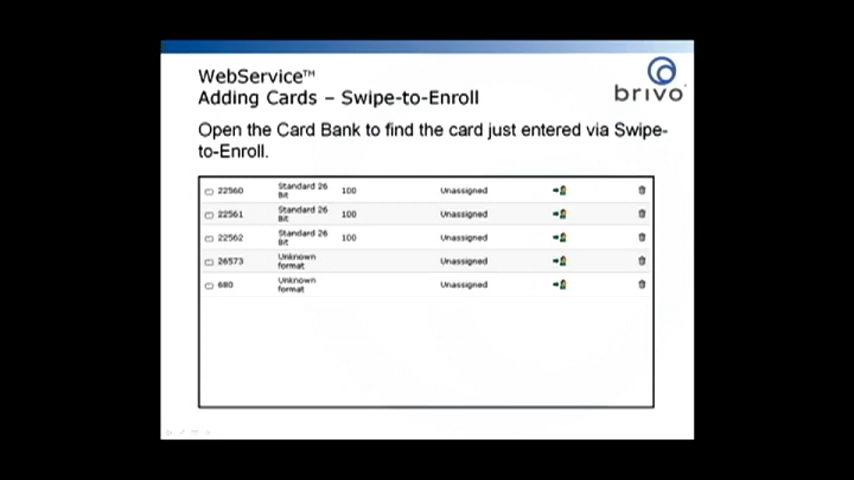 WebService™
Adding Cards – Swipe-to-Enroll
brivo
Open the Card Bank to find the card just entered via Swipe-
to-Enroll.
22560 Standard 26 Bit 100 Unassigned
22561 Standard 26 Bit 100 Unassigned
22562 Standard 26 Bit 100 Unassigned
26573 Unknown format Unassigned
680 Unknown format Unassigned